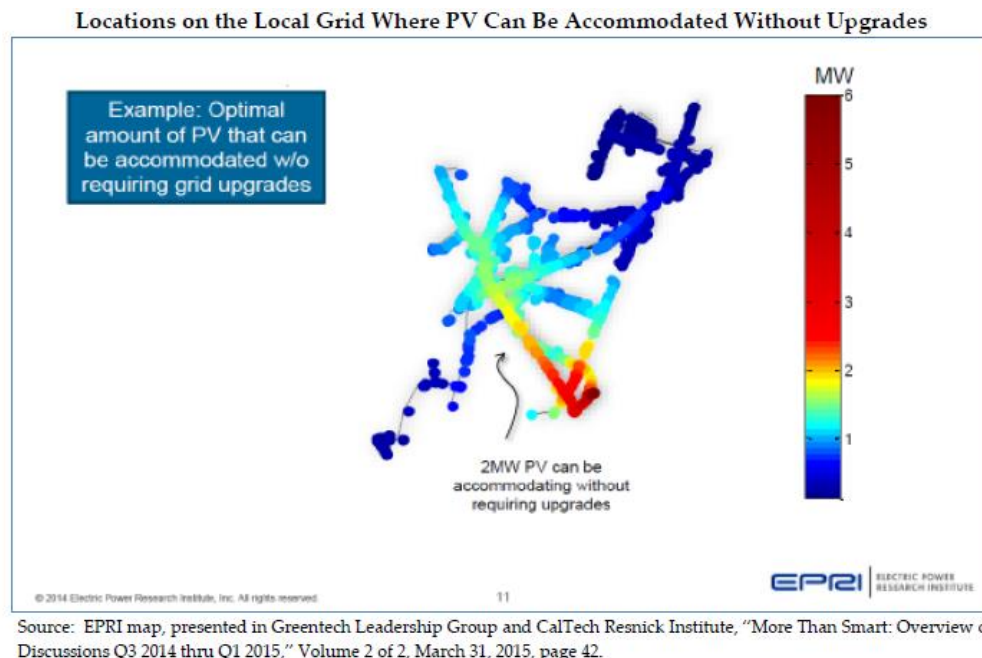 Locations on the Local Grid Where PV Can Be Accommodated Without Upgrades
Example: Optimal
amount of PV that can
be accommodated w/o
requiring grid upgrades
MW
6
5
4
3
2
1
2MW PV can be
accommodating without
requiring upgrades
© 2014 Electric Power Research Institute, Inc. All rights reserved.
11
EPRI
ELECTRIC POWER
RESEARCH INSTITUTE
Source: EPRI map, presented in Greentech Leadership Group and CalTech Resnick Institute, “More Than Smart: Overview
Discussions Q3 2014 thru Q1 2015,” Volume 2 of 2, March 31, 2015, page 42.